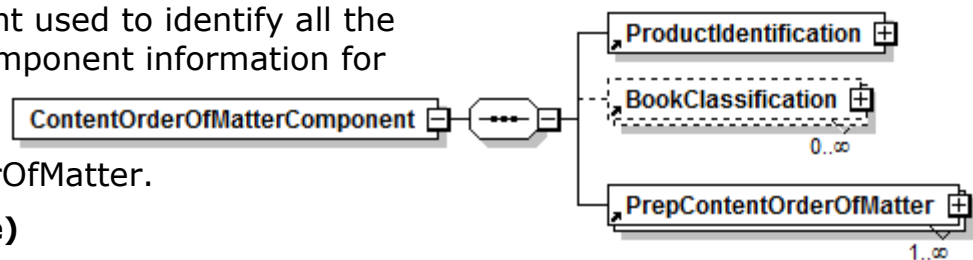 nt used to identify all the
mponent information for
rOfMatter.
e)
ContentOrderOfMatterComponent
ProductIdentification
BookClassification
0..∞
PrepContentOrderOfMatter
1..∞